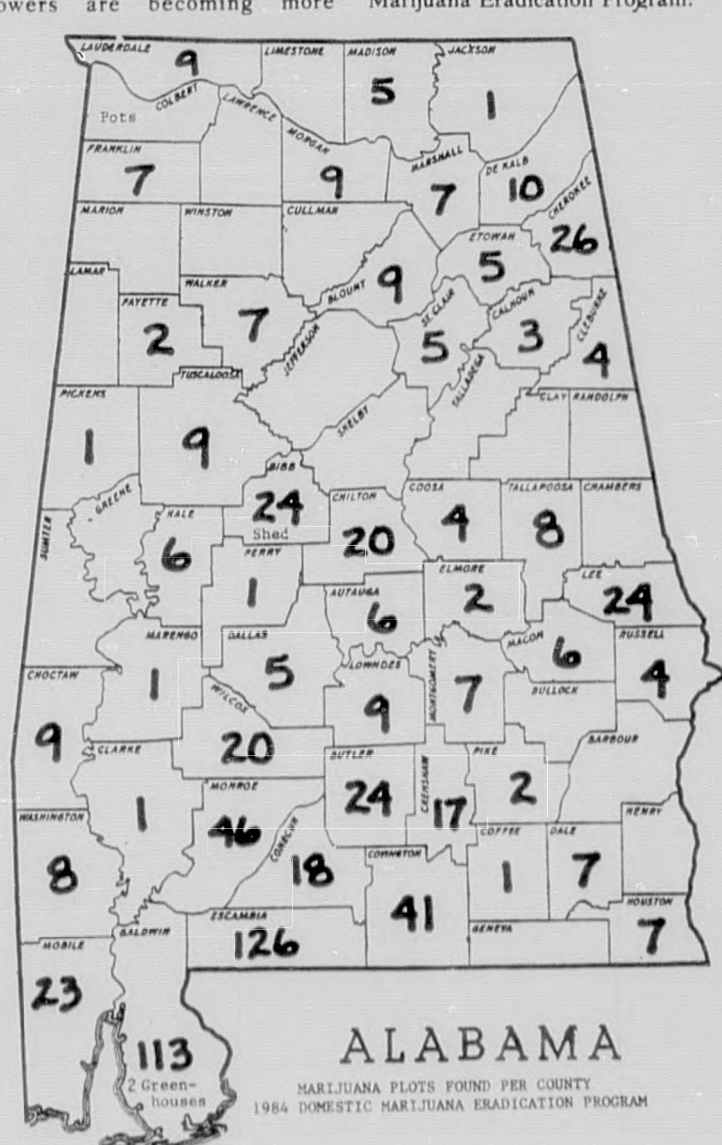 owers are becoming more Marijuana Eradication Program.
LAUDERDALE
9
LIMESTONE
MADISON
5
JACKSON
1
COLBERT
Pots
LAWRENCE
FRANKLIN
7
MORGAN
9
MARSHALL
7
DE KALB
10
CHEROKEE
26
MARION
WINSTON
CULLMAN
ETOWAH
5
LAMAR
FAYETTE
2
WALKER
7
BLOUNT
9
JEFFERSON
ST. CLAIR
5
CALHOUN
3
CLEBURNE
4
PICKENS
1
TUSCALOOSA
9
SHELBY
TALLADEGA
CLAY
RANDOLPH
BIBB
24
Shed
GREENE
HALE
6
SUMTER
CHILTON
20
COOSA
4
TALLAPOOSA
8
CHAMBERS
PERRY
1
AUTAUGA
6
ELMORE
2
LEE
24
MARENGO
1
DALLAS
5
LOWNDES
9
MONTGOMERY
7
MACON
6
RUSSELL
4
BULLOCK
CHOCTAW
9
WILCOX
20
CLARKE
1
BUTLER
24
CRENSHAW
17
PIKE
2
BARBOUR
MONROE
46
CONECUH
18
WASHINGTON
8
COVINGTON
41
COFFEE
1
DALE
7
HENRY
HOUSTON
7
GENEVA
ESCAMBIA
126
MOBILE
23
BALDWIN
113
2 Green-
houses
ALABAMA
MARIJUANA PLOTS FOUND PER COUNTY
1984 DOMESTIC MARIJUANA ERADICATION PROGRAM